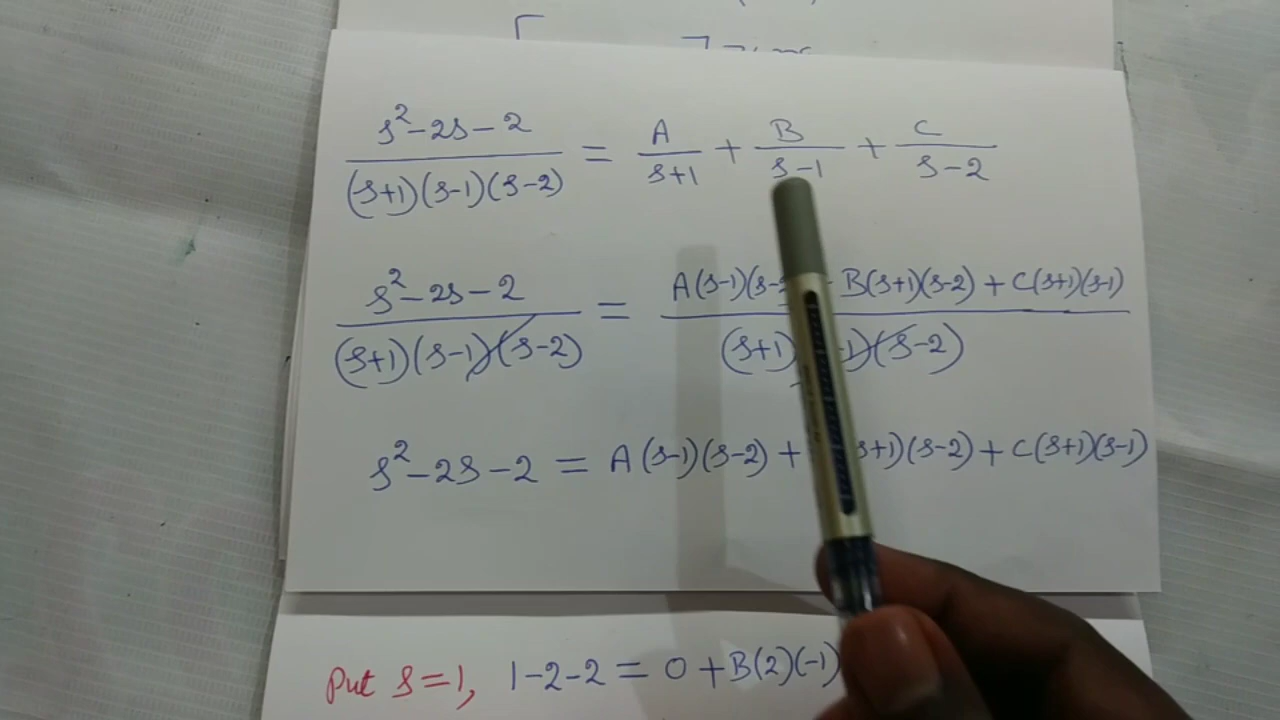 s²-2s-2 / (s+1)(s-1)(s-2) = A / s+1 + B / s-1 + C / s-2
s²-2s-2 / (s+1)(s-1)(s-2) = A(s-1)(s-2 B(s+1)(s-2) + C(s+1)(s-1) / (s+1) 1)(s-2)
s²-2s-2 = A(s-1)(s-2) + s+1)(s-2) + C(s+1)(s-1)
Put s=1, 1-2-2 = 0 + B(2)(-1)